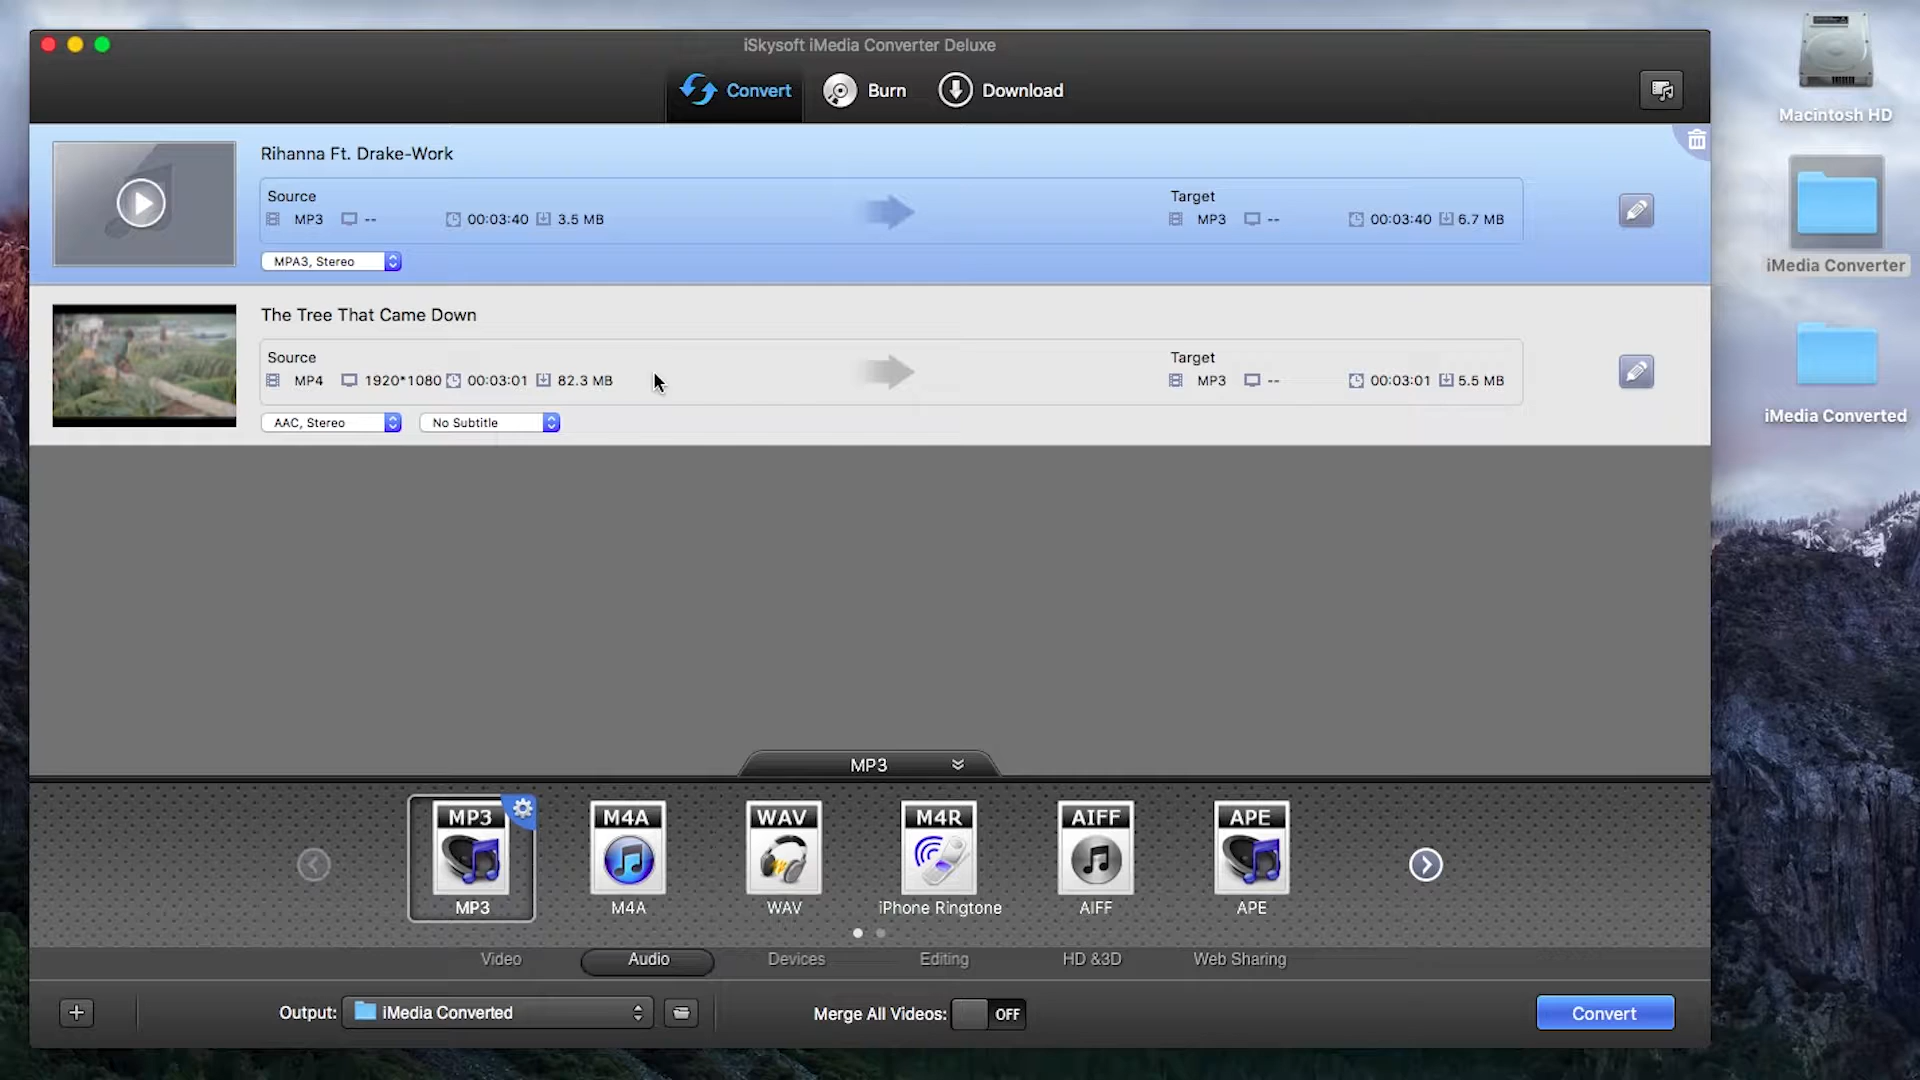 iSkysoft iMedia Converter Deluxe
Convert
Burn
Download
Macintosh HD
iMedia Converter
iMedia Converted
Rihanna Ft. Drake-Work
Source
MP3 -- 00:03:40 3.5 MB
Target
MP3 -- 00:03:40 6.7 MB
MPA3, Stereo
The Tree That Came Down
Source
MP4 1920*1080 00:03:01 82.3 MB
Target
MP3 -- 00:03:01 5.5 MB
AAC, Stereo
No Subtitle
MP3
MP3 M4A WAV M4R AIFF APE
MP3 M4A WAV iPhone Ringtone AIFF APE
Video Audio Devices Editing HD &3D Web Sharing
Output: iMedia Converted
Merge All Videos: OFF
Convert